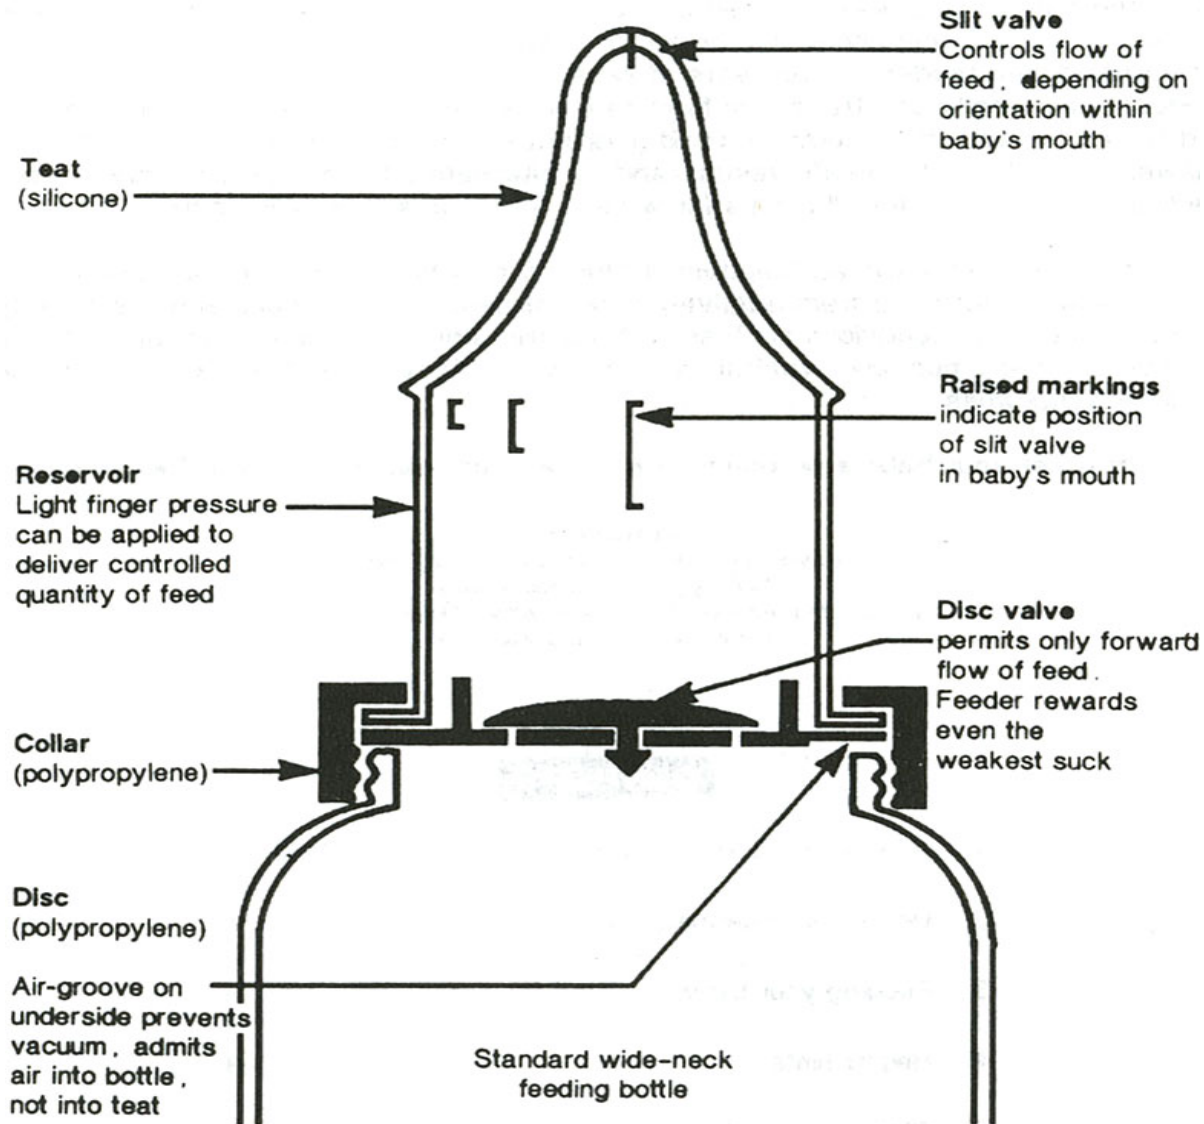 Slit valve
Controls flow of
feed, depending on
orientation within
baby's mouth
Teat
(silicone)
Raised markings
indicate position
of slit valve
in baby's mouth
Reservoir
Light finger pressure
can be applied to
deliver controlled
quantity of feed
Disc valve
permits only forward
flow of feed.
Feeder rewards
even the
weakest suck
Collar
(polypropylene)
Disc
(polypropylene)
Air-groove on
underside prevents
vacuum, admits
air into bottle,
not into teat
Standard wide-neck
feeding bottle